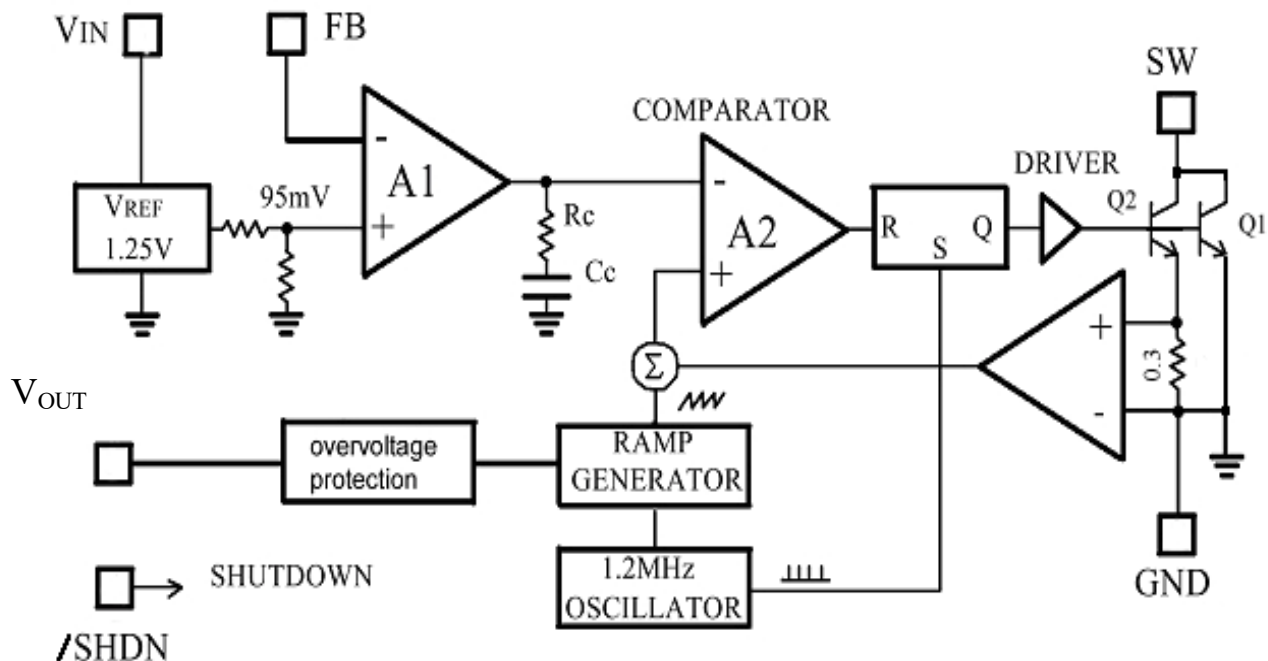 VIN
FB
SW
COMPARATOR
DRIVER
VREF
1.25V
95mV
-
+
A1
Rc
Cc
-
+
A2
R
S
Q
Q2
Q1
+
-
0.3
Σ
VOUT
overvoltage
protection
RAMP
GENERATOR
1.2MHz
OSCILLATOR
SHUTDOWN
/SHDN
GND